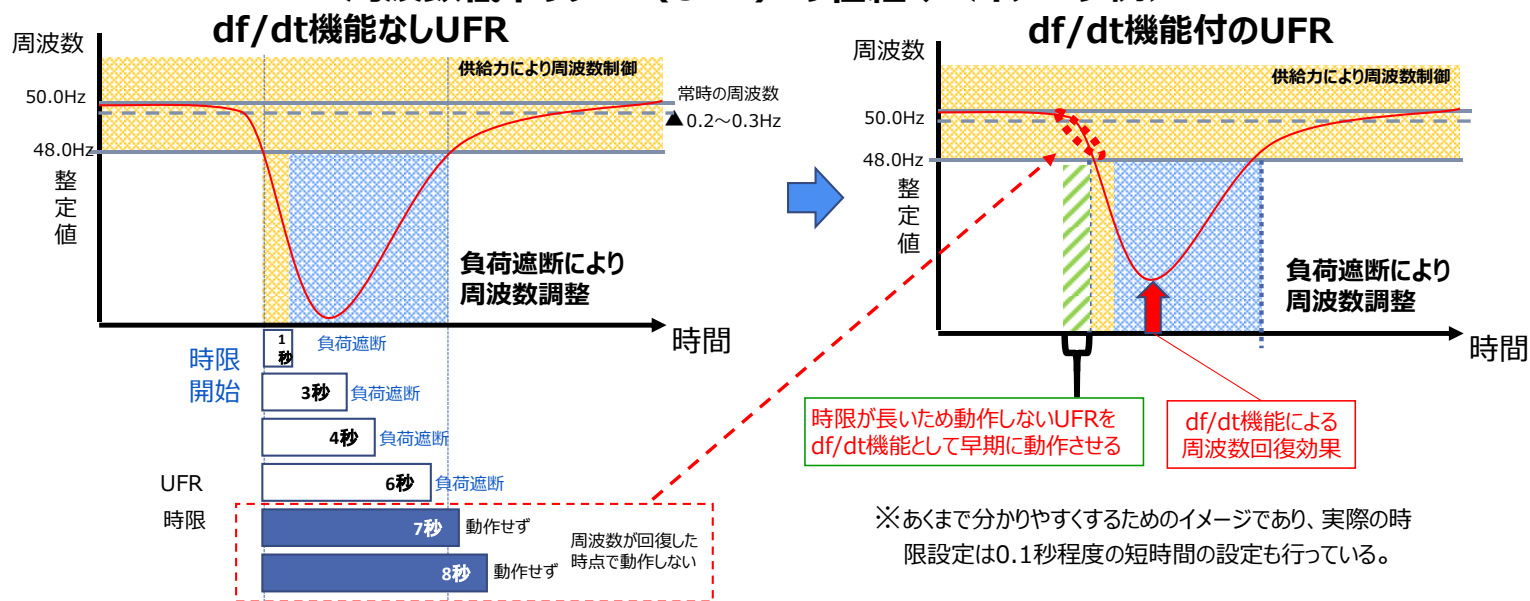 df/dt機能なしUFR
周波数
供給力により周波数制御
50.0Hz
常時の周波数
▲0.2～0.3Hz
48.0Hz
整定値
負荷遮断により
周波数調整
時間
時限
開始
1秒
負荷遮断
3秒
負荷遮断
4秒
負荷遮断
UFR
時限
6秒
負荷遮断
7秒
動作せず
8秒
動作せず
周波数が回復した
時点で動作しない
df/dt機能付のUFR
周波数
供給力により周波数制御
50.0Hz
48.0Hz
整定値
負荷遮断により
周波数調整
時間
時限が長いため動作しないUFRを
df/dt機能として早期に動作させる
df/dt機能による
周波数回復効果
※あくまで分かりやすくするためのイメージであり、実際の時
限設定は0.1秒程度の短時間の設定も行っている。